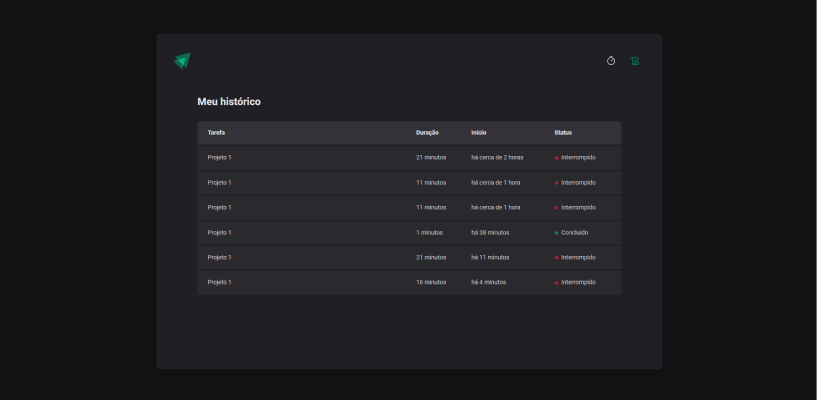 Meu histórico
Tarefa Duração Início Status
Projeto 1 21 minutos há cerca de 2 horas Interrompido
Projeto 1 11 minutos há cerca de 1 hora Interrompido
Projeto 1 11 minutos há cerca de 1 hora Interrompido
Projeto 1 1 minutos há 38 minutos Concluído
Projeto 1 21 minutos há 11 minutos Interrompido
Projeto 1 16 minutos há 4 minutos Interrompido